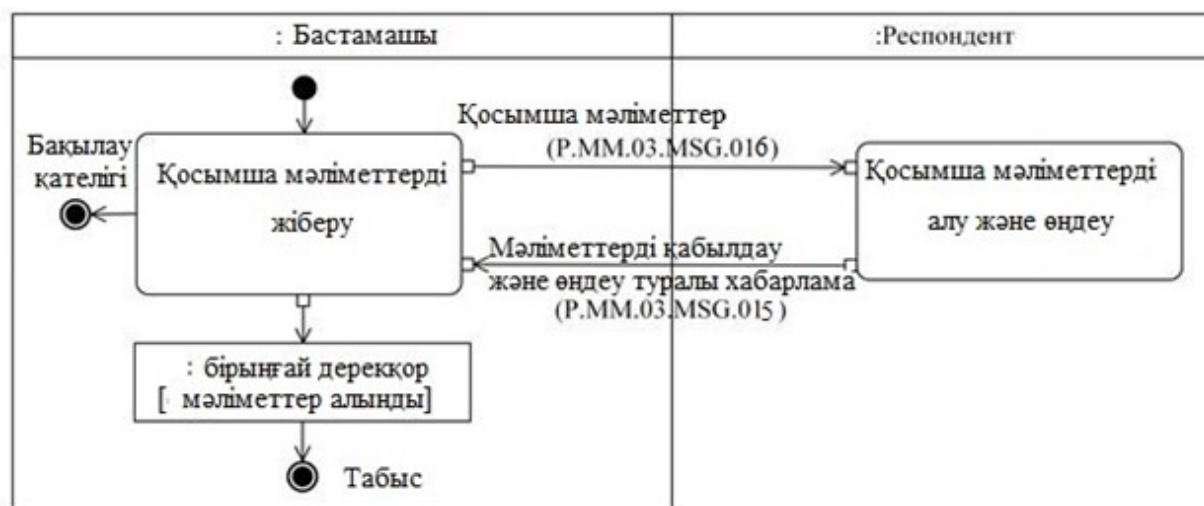 : Бастамашы
:Респондент
Қосымша мәліметтер
(P.MM.03.MSG.016)
Бақылау
қателігі
Қосымша мәліметтерді
жіберу
Қосымша мәліметтерді
алу және өңдеу
Мәліметтерді қабылдау
және өңдеу туралы хабарлама
(P.MM.03.MSG.015 )
: бірыңғай дерекқор
[ мәліметтер алынды]
Табыс